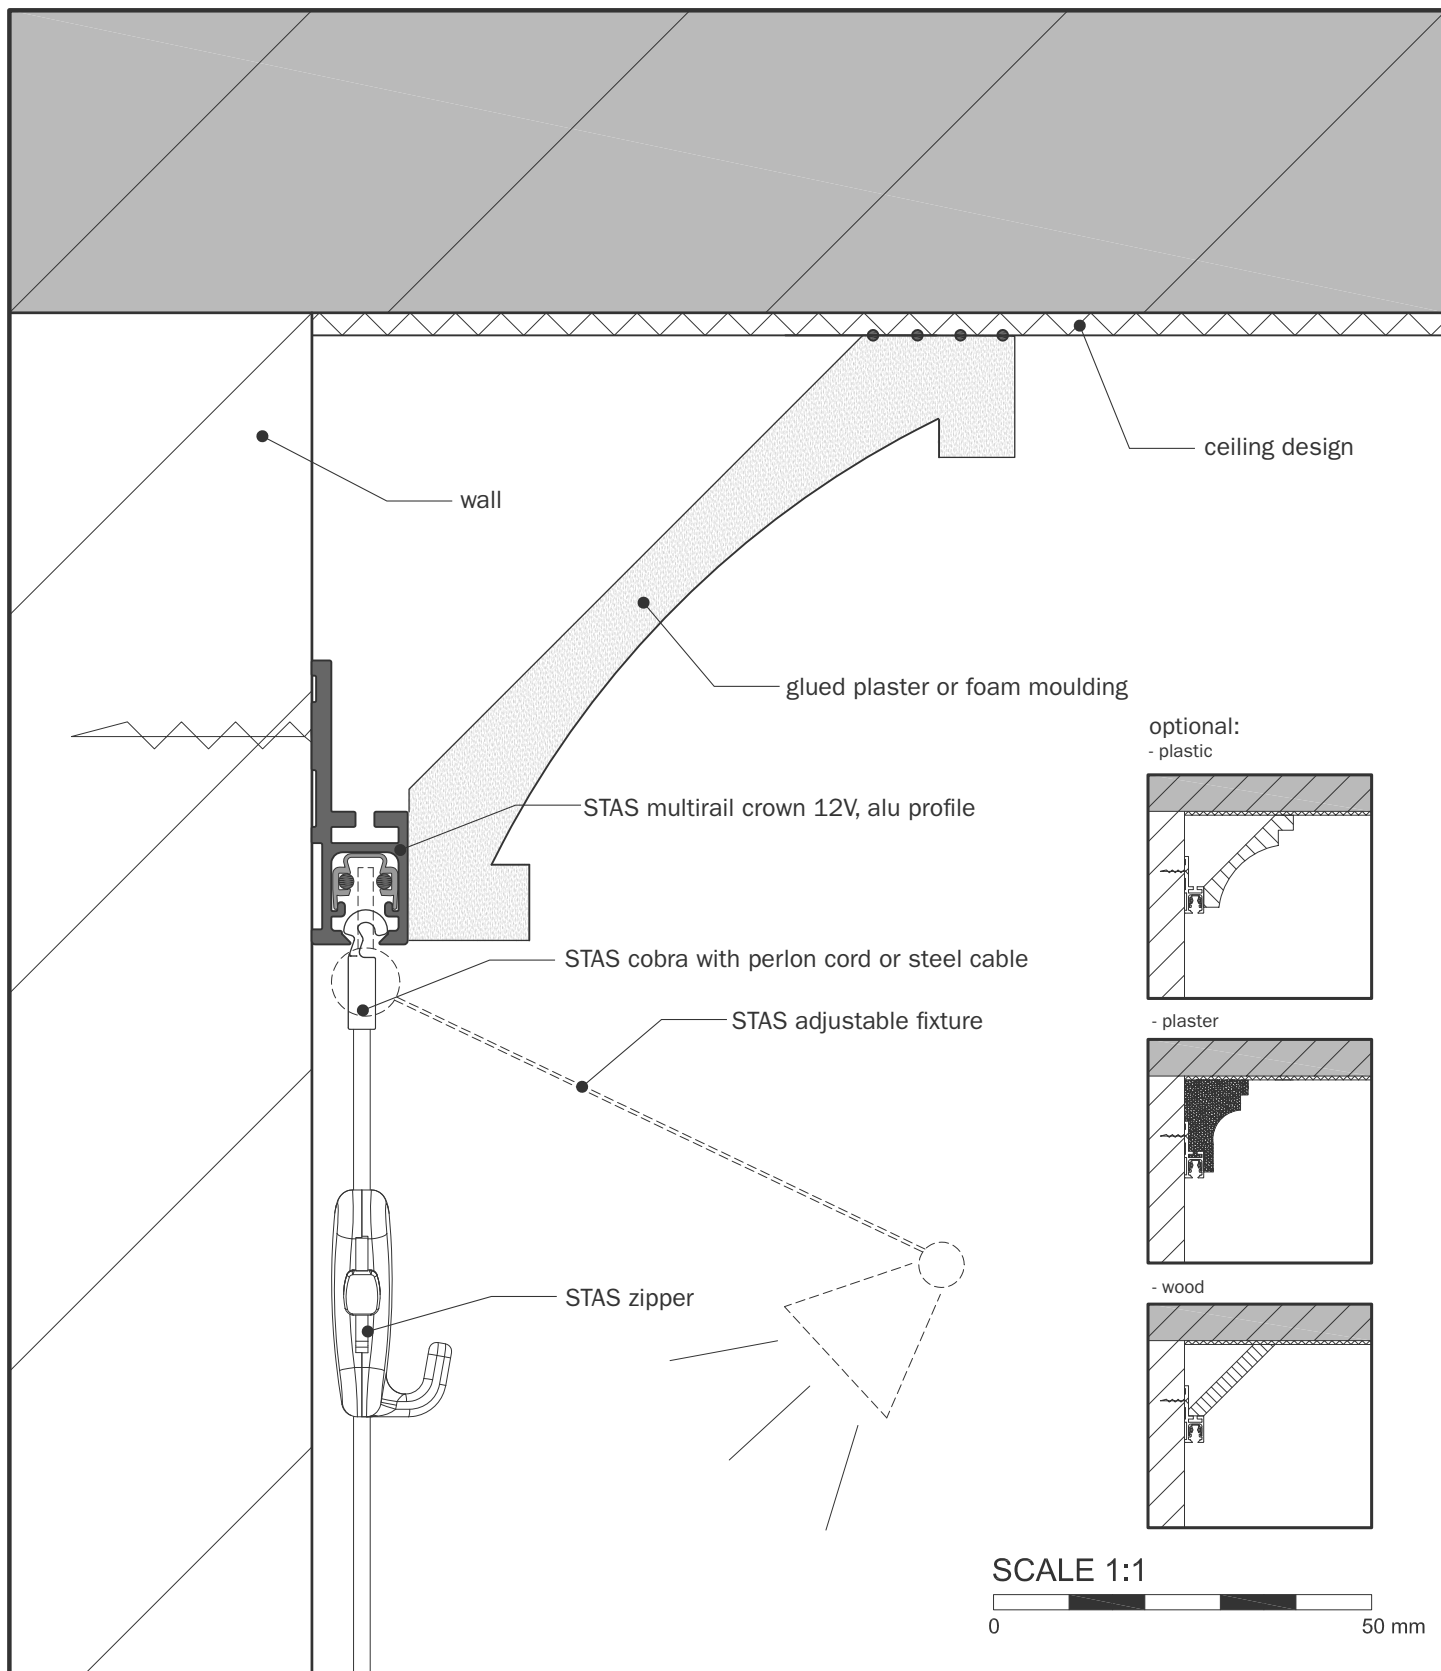 ceiling design
wall
glued plaster or foam moulding
optional:
- plastic
STAS multirail crown 12V, alu profile
STAS cobra with perlon cord or steel cable
STAS adjustable fixture
- plaster
- wood
STAS zipper
SCALE 1:1
0 50 mm